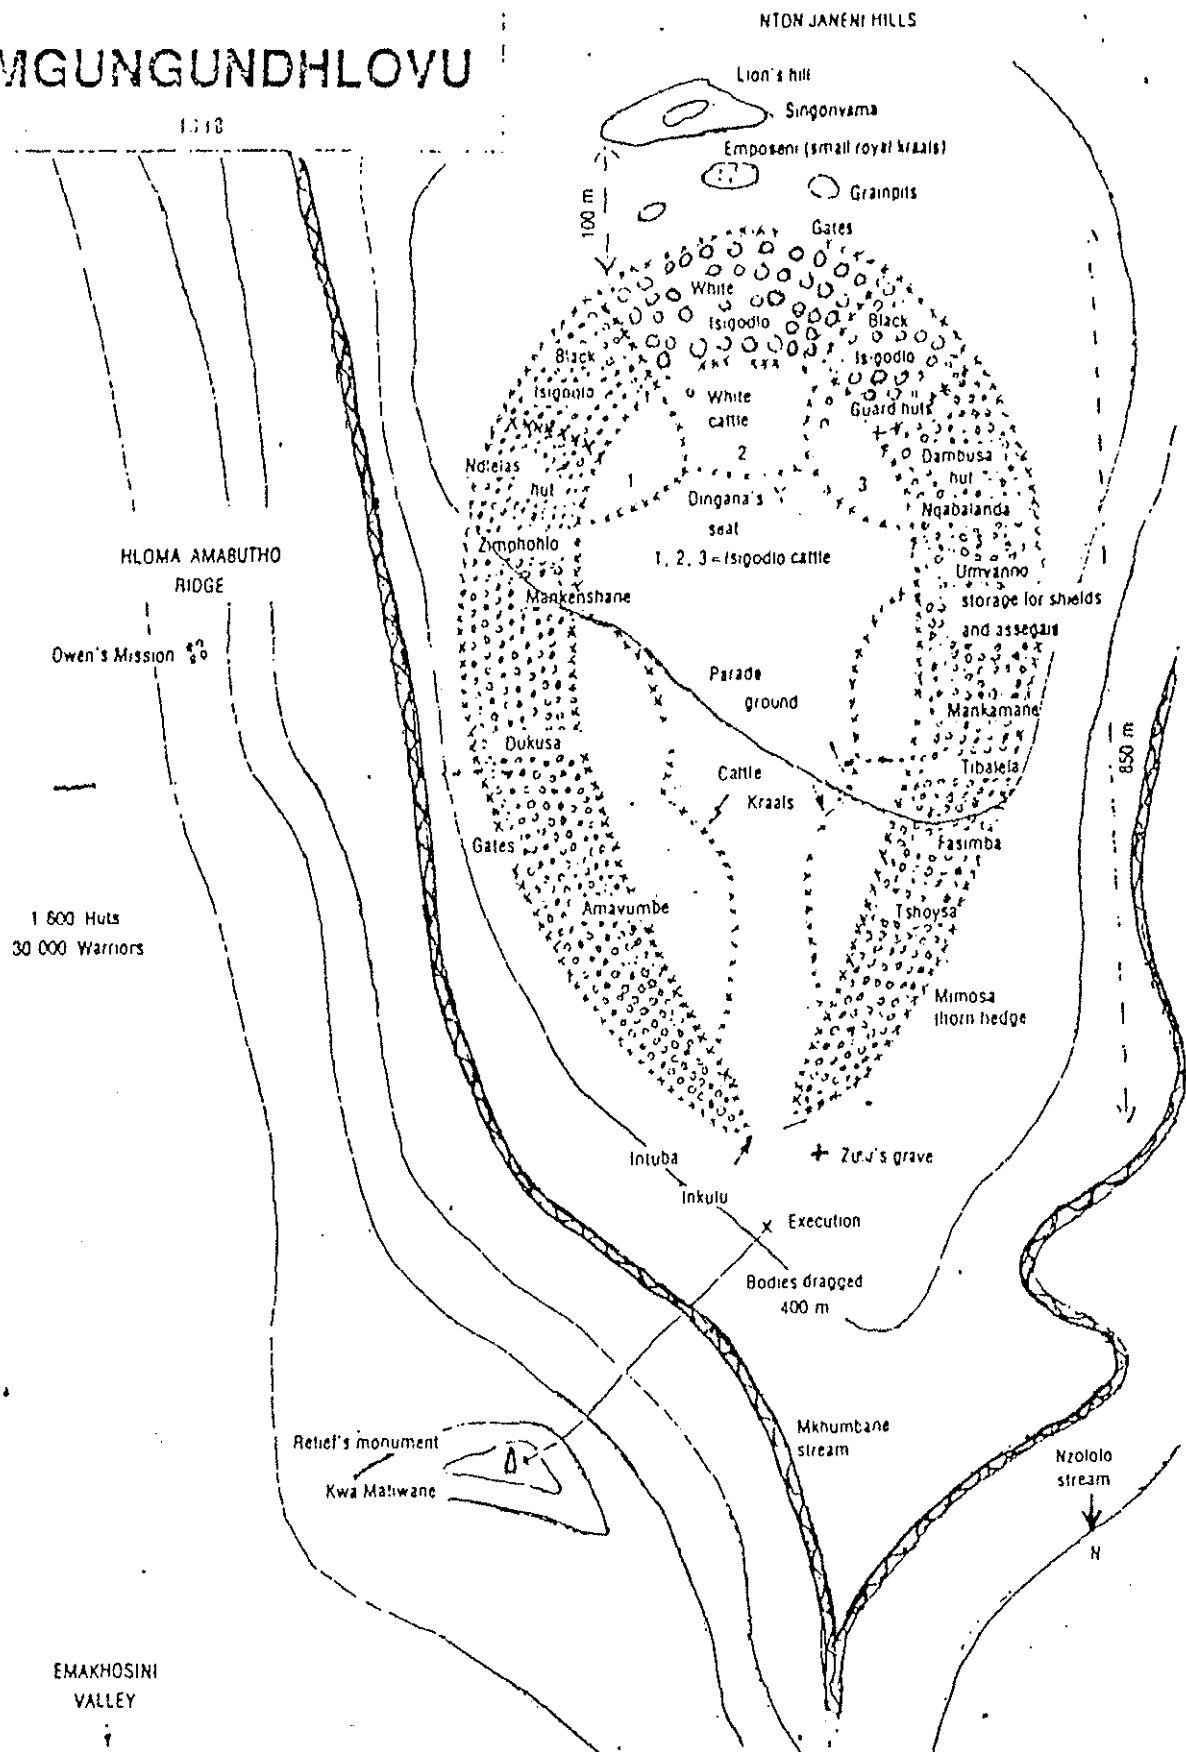 NTONJANENI HILLS
MGUNGUNDHLOVU
Lion's hill
Singonyama
Emposeni (small royal kraals)
Grainpits
100 m
Gates
White
Isigodlo
Black
Isigodlo
Black
Isigodlo
White
cattle
2
Guard huts
Ndlelas
hut
1
3
Dambusa
hut
Dingana's
seat
Nqabalanda
1, 2, 3 = Isigodlo cattle
Zimphohlo
HLOMA AMABUTHO
RIDGE
Mankenshane
storage for shields
and assegais
Owen's Mission
Parade
ground
Mankamane
850 m
Dukusa
Tibalela
Cattle
Kraals
Gates
Fasimba
Amavumbe
Tshoysa
1 600 Huts
30 000 Warriors
Mimosa
thorn hedge
Intuba
Inkulu
Zulu's grave
Execution
Bodies dragged
400 m
Retief's monument
Kwa Matiwane
Mkhumbane
stream
Nzololo
stream
N
EMAKHOSINI
VALLEY